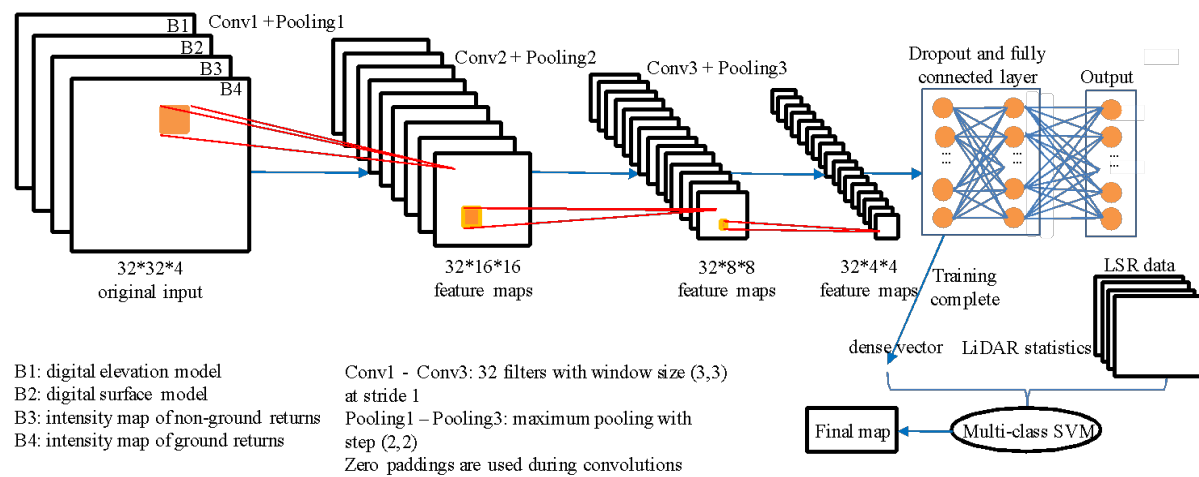 B1
B2
B3
B4
Conv1 +Pooling1
Conv2 + Pooling2
Conv3 + Pooling3
Dropout and fully
connected layer
Output
...
...
...
32*32*4
original input
32*16*16
feature maps
32*8*8
feature maps
32*4*4
feature maps
Training
complete
LSR data
dense vector
LiDAR statistics
Multi-class SVM
Final map
B1: digital elevation model
B2: digital surface model
B3: intensity map of non-ground returns
B4: intensity map of ground returns
Conv1 - Conv3: 32 filters with window size (3,3)
at stride 1
Pooling1 – Pooling3: maximum pooling with
step (2,2)
Zero paddings are used during convolutions